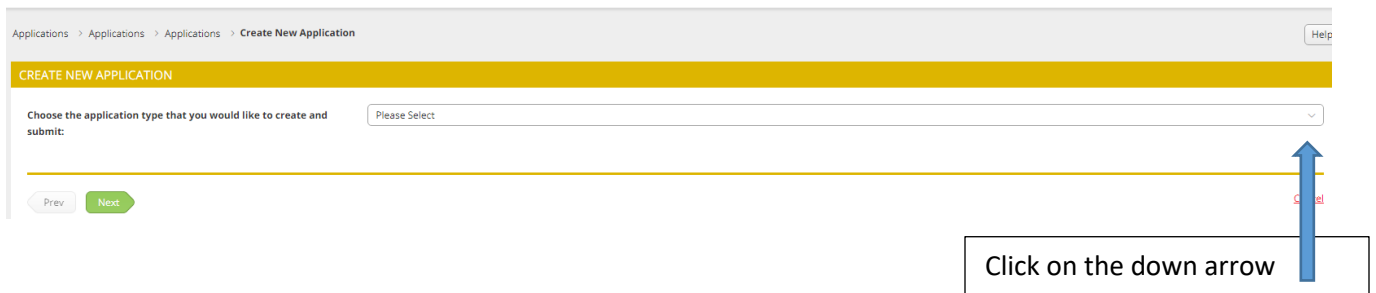 Applications > Applications > Applications > Create New Application
Help
CREATE NEW APPLICATION
Choose the application type that you would like to create and
submit:
Please Select
Prev
Next
Click on the down arrow